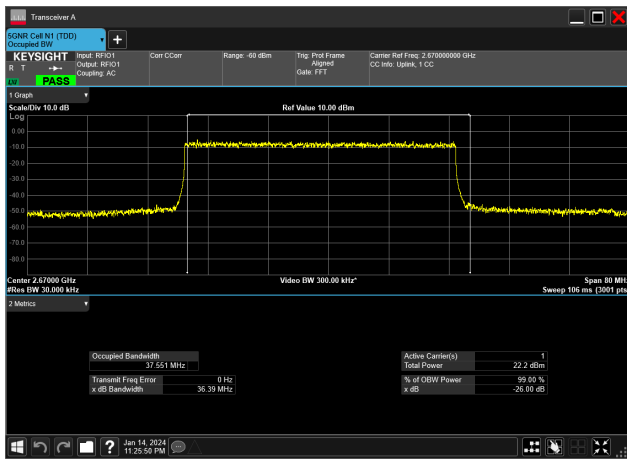 Transceiver A
5GNR Cell N1 (TDD)
Occupied BW
+
KEYSIGHT
R T
LXI
PASS
Input: RFIO1
Output: RFIO1
Coupling: AC
Corr CCorr
Range: -60 dBm
Trig: Prot Frame
Aligned
Gate: FFT
Carrier Ref Freq: 2.670000000 GHz
CC Info: Uplink, 1 CC
1 Graph
Scale/Div 10.0 dB
Ref Value 10.00 dBm
Log
0.00
-10.0
-20.0
-30.0
-40.0
-50.0
-60.0
-70.0
-80.0
Center 2.67000 GHz
Video BW 300.00 kHz*
Span 80 MHz
#Res BW 30.000 kHz
Sweep 106 ms (3001 pts
2 Metrics
Occupied Bandwidth
37.551 MHz
Transmit Freq Error 0 Hz
x dB Bandwidth 36.39 MHz
Active Carrier(s) 1
Total Power 22.2 dBm
% of OBW Power 99.00 %
x dB -26.00 dB
?
Jan 14, 2024
11:25:50 PM